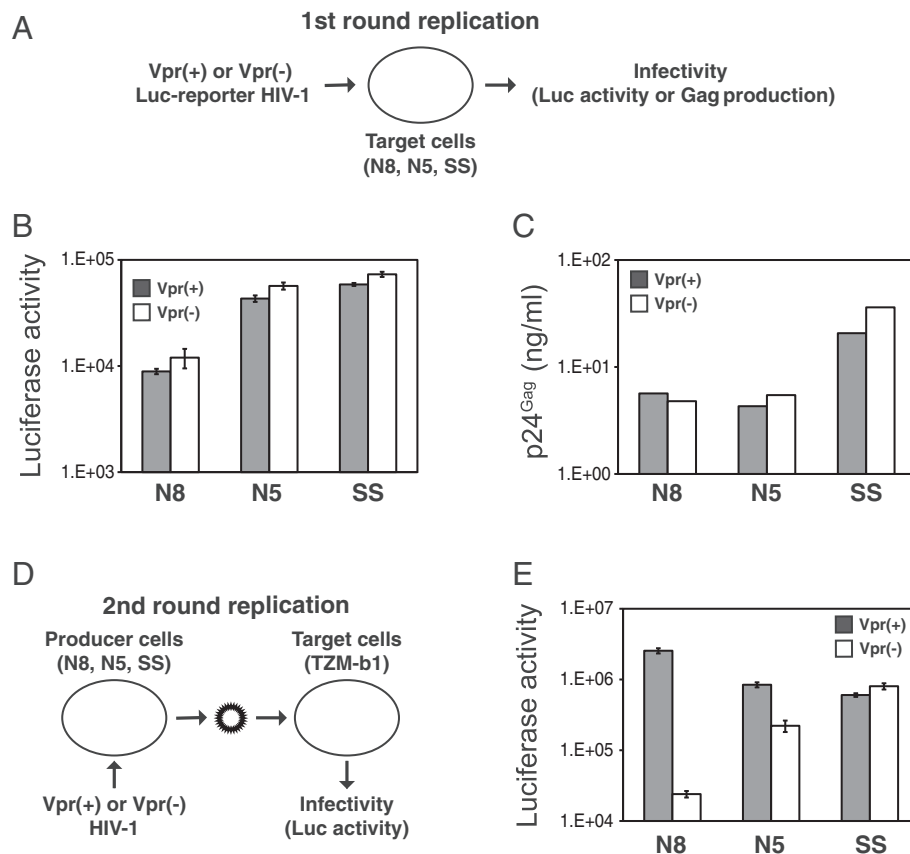 A
1st round replication
Vpr(+) or Vpr(-)
Luc-reporter HIV-1
Target cells
(N8, N5, SS)
Infectivity
(Luc activity or Gag production)
B
Luciferase activity
1.E+05
1.E+04
1.E+03
Vpr(+)
Vpr(-)
N8 N5 SS
C
p24Gag (ng/ml)
1.E+02
1.E+01
1.E+00
Vpr(+)
Vpr(-)
N8 N5 SS
D
2nd round replication
Producer cells
(N8, N5, SS)
Target cells
(TZM-b1)
Vpr(+) or Vpr(-)
HIV-1
Infectivity
(Luc activity)
E
Luciferase activity
1.E+07
1.E+06
1.E+05
1.E+04
Vpr(+)
Vpr(-)
N8 N5 SS